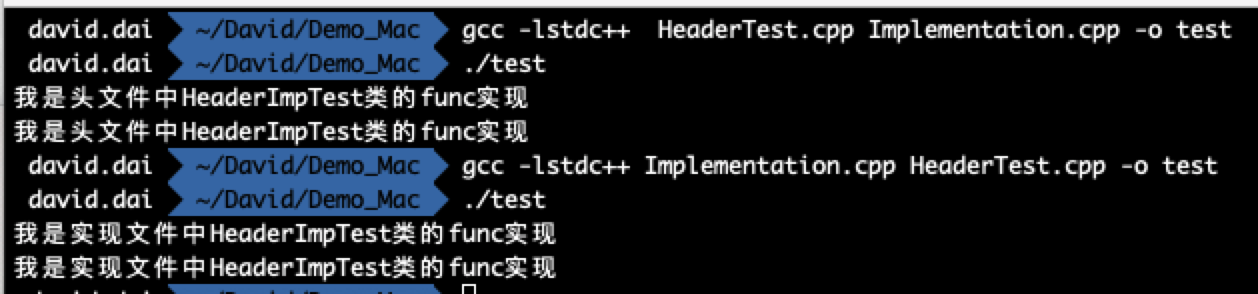 david.dai ~/David/Demo_Mac gcc -lstdc++  HeaderTest.cpp Implementation.cpp -o test
david.dai ~/David/Demo_Mac ./test
我是头文件中HeaderImpTest类的func实现
我是头文件中HeaderImpTest类的func实现
david.dai ~/David/Demo_Mac gcc -lstdc++ Implementation.cpp HeaderTest.cpp -o test
david.dai ~/David/Demo_Mac ./test
我是实现文件中HeaderImpTest类的func实现
我是实现文件中HeaderImpTest类的func实现
david.dai ~/David/Demo_Mac